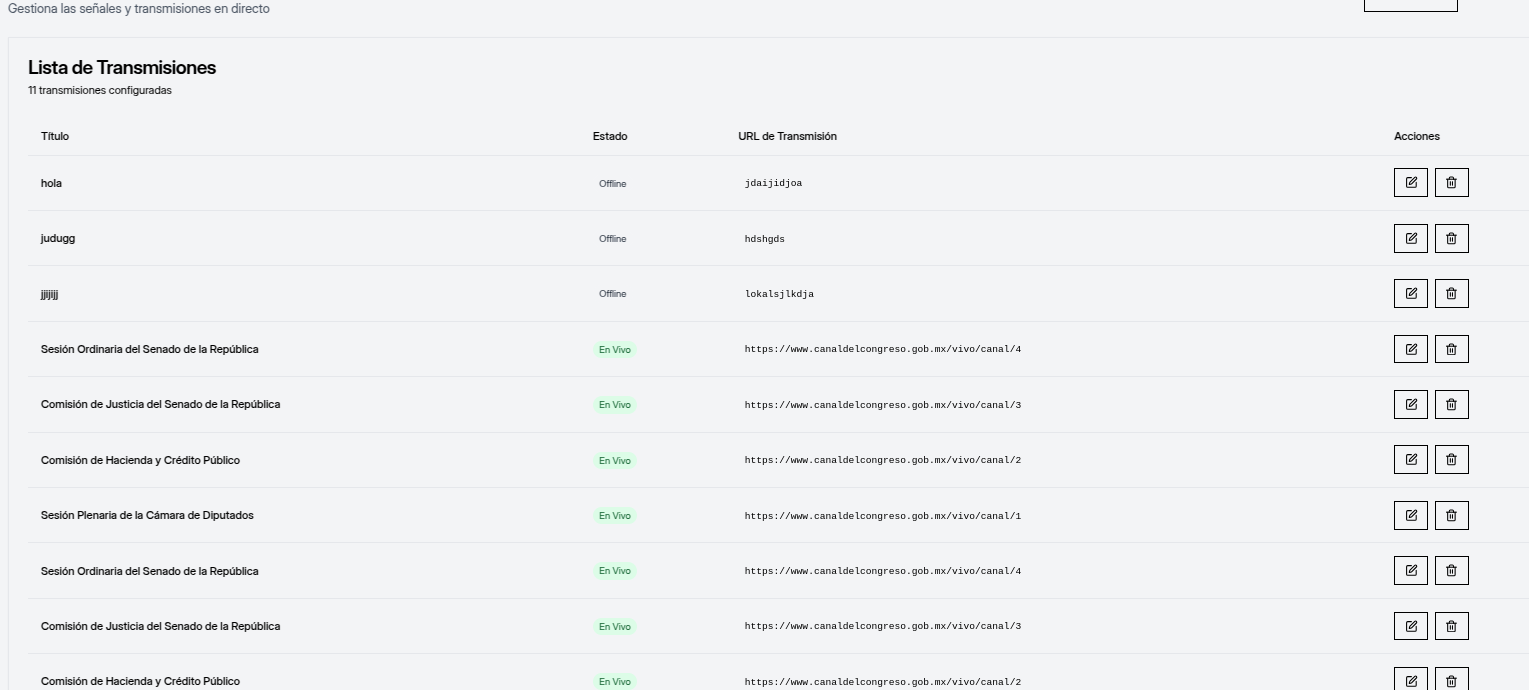 Gestiona las señales y transmisiones en directo
Lista de Transmisiones
11 transmisiones configuradas
Título Estado URL de Transmisión Acciones
hola Offline jdaijidjoa
judugg Offline hdshgds
jjijijj Offline lokalsjlkdja
Sesión Ordinaria del Senado de la República En Vivo https://www.canaldelcongreso.gob.mx/vivo/canal/4
Comisión de Justicia del Senado de la República En Vivo https://www.canaldelcongreso.gob.mx/vivo/canal/3
Comisión de Hacienda y Crédito Público En Vivo https://www.canaldelcongreso.gob.mx/vivo/canal/2
Sesión Plenaria de la Cámara de Diputados En Vivo https://www.canaldelcongreso.gob.mx/vivo/canal/1
Sesión Ordinaria del Senado de la República En Vivo https://www.canaldelcongreso.gob.mx/vivo/canal/4
Comisión de Justicia del Senado de la República En Vivo https://www.canaldelcongreso.gob.mx/vivo/canal/3
Comisión de Hacienda y Crédito Público En Vivo https://www.canaldelcongreso.gob.mx/vivo/canal/2